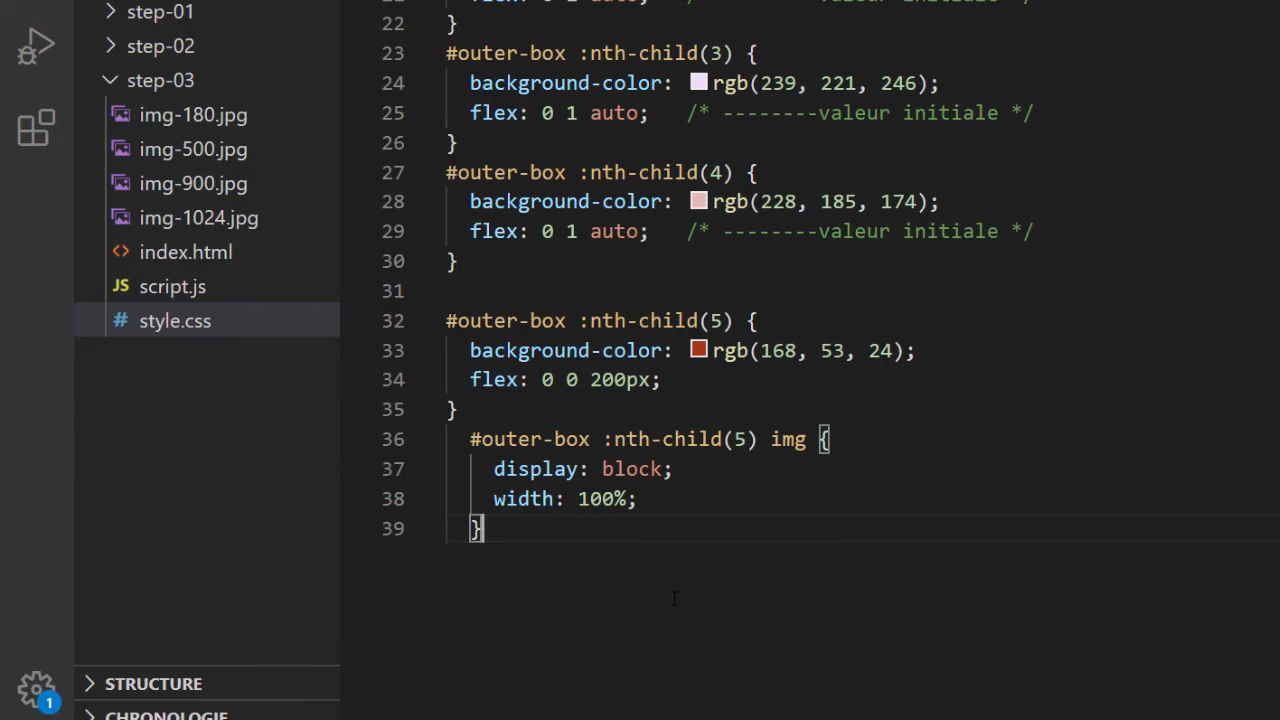 step-01
step-02
step-03
img-180.jpg
img-500.jpg
img-900.jpg
img-1024.jpg
index.html
JS script.js
# style.css
STRUCTURE
CHRONOLOGIE
1
22 }
23 #outer-box :nth-child(3) {
24 background-color: rgb(239, 221, 246);
25 flex: 0 1 auto; /* --------valeur initiale */
26 }
27 #outer-box :nth-child(4) {
28 background-color: rgb(228, 185, 174);
29 flex: 0 1 auto; /* --------valeur initiale */
30 }
31
32 #outer-box :nth-child(5) {
33 background-color: rgb(168, 53, 24);
34 flex: 0 0 200px;
35 }
36 #outer-box :nth-child(5) img {
37 display: block;
38 width: 100%;
39 }